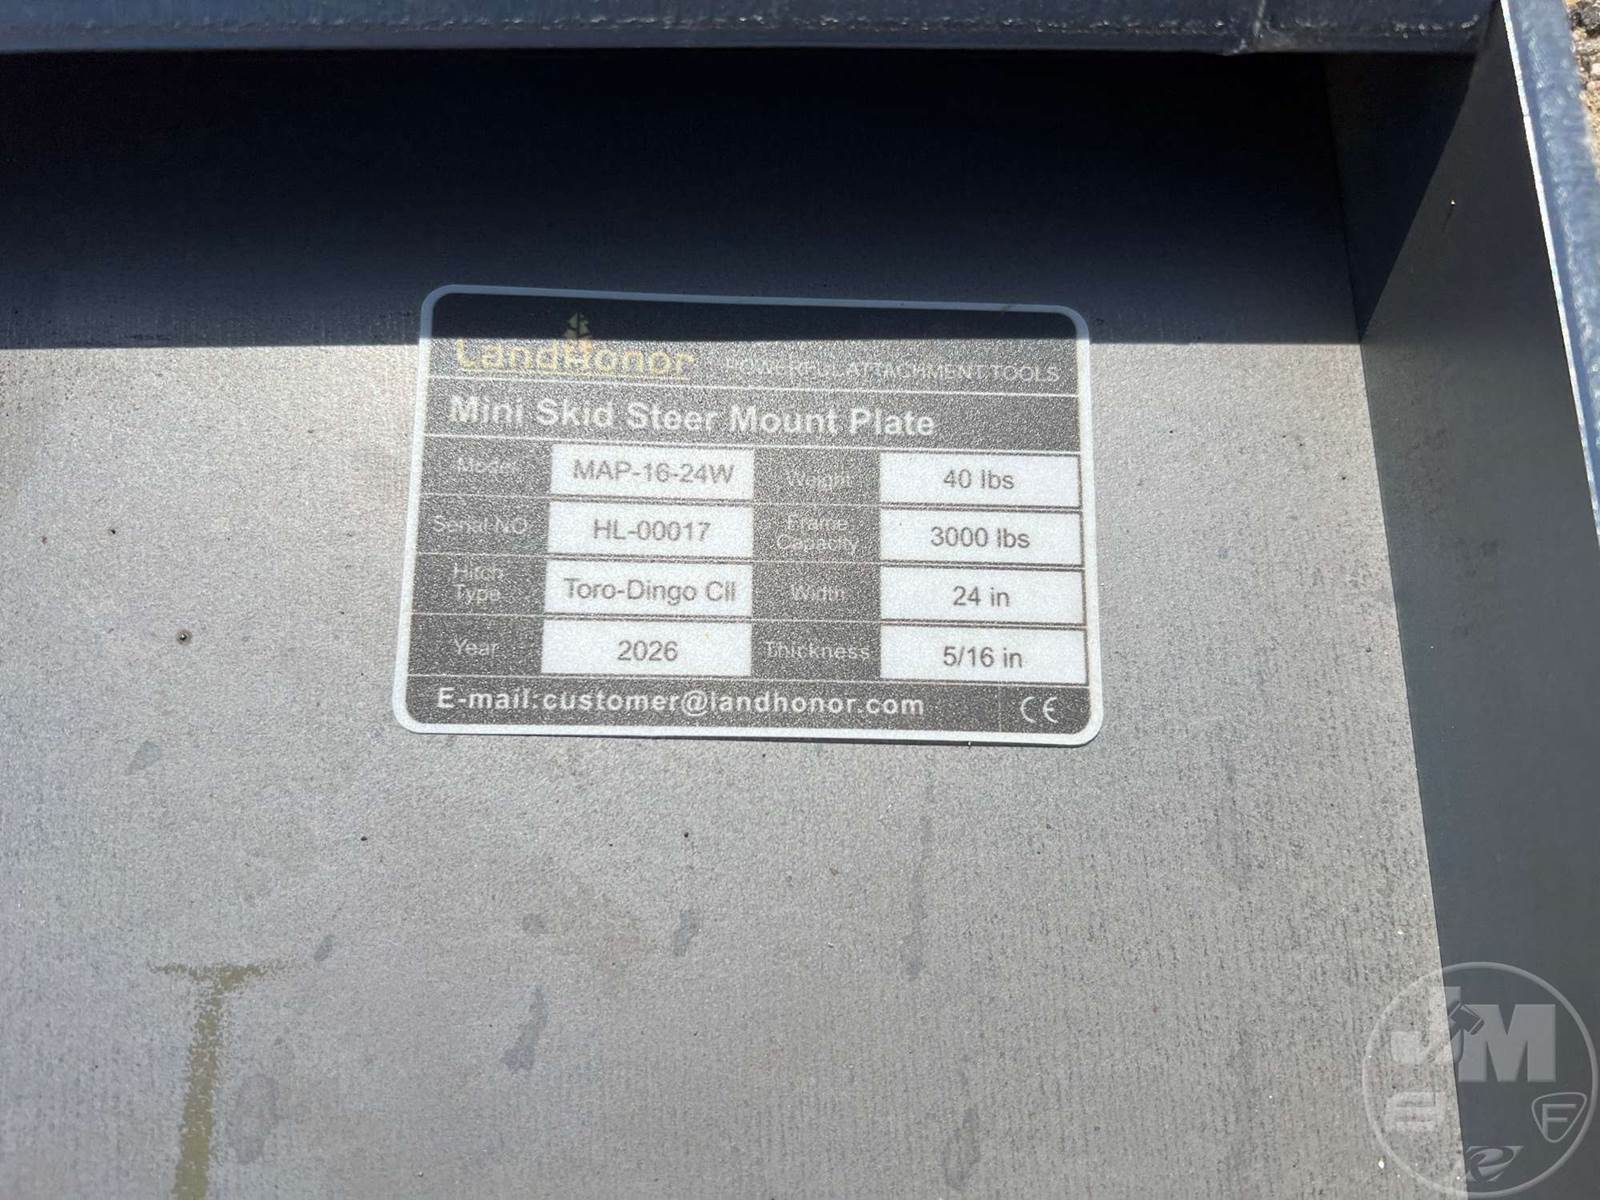 LandHonor POWERFUL ATTACHMENT TOOLS
Mini Skid Steer Mount Plate
Model MAP-16-24W Weight 40 lbs
Serial NO. HL-00017 Frame Capacity 3000 lbs
Hitch Type Toro-Dingo CII Width 24 in
Year 2026 Thickness 5/16 in
E-mail:customer@landhonor.com CE
JM
E F
e